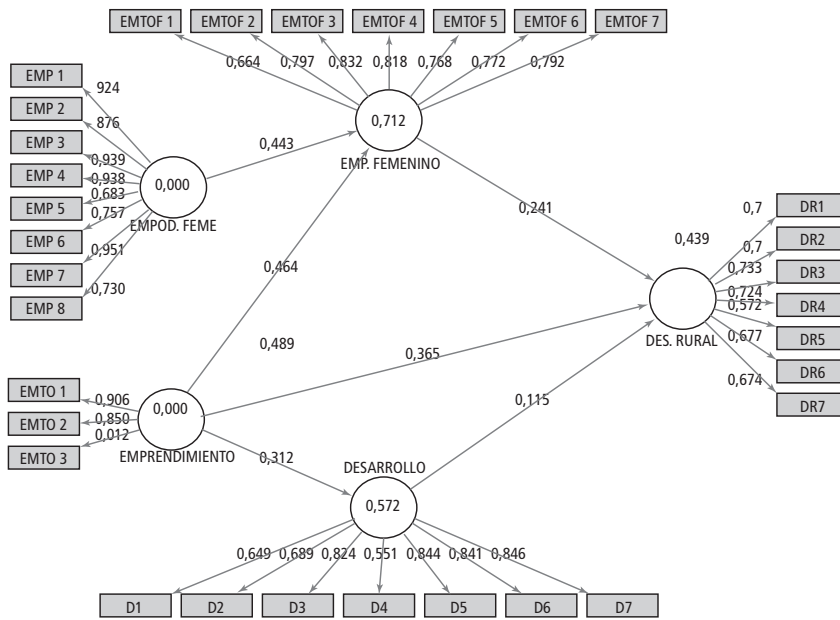 EMTOF 1 EMTOF 2 EMTOF 3 EMTOF 4 EMTOF 5 EMTOF 6 EMTOF 7
0,664 0,797 0,832 0,818 0,768 0,772 0,792
EMP 1
EMP 2
EMP 3
EMP 4
EMP 5
EMP 6
EMP 7
EMP 8
924
876
0,939
0,938
0,683
0,757
0,951
0,730
0,000
EMPOD. FEME
0,443
0,712
EMP. FEMENINO
0,464
0,489
0,241
0,365
0,115
0,439
DES. RURAL
0,7
0,7
0,733
0,724
0,572
0,677
0,674
DR1
DR2
DR3
DR4
DR5
DR6
DR7
EMTO 1
EMTO 2
EMTO 3
0,906
0,850
0,012
0,000
EMPRENDIMIENTO
0,312
DESARROLLO
0,572
0,649 0,689 0,824 0,551 0,844 0,841 0,846
D1 D2 D3 D4 D5 D6 D7